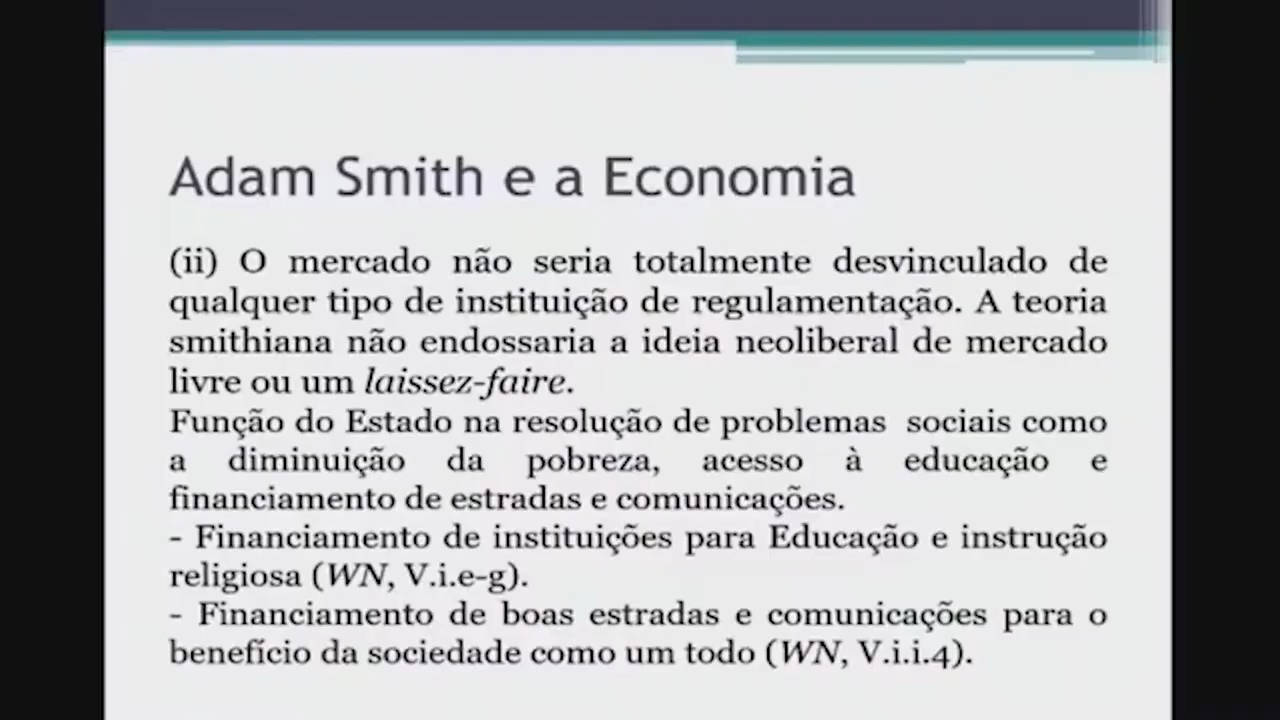 Adam Smith e a Economia
(ii) O mercado não seria totalmente desvinculado de
qualquer tipo de instituição de regulamentação. A teoria
smithiana não endossaria a ideia neoliberal de mercado
livre ou um laissez-faire.
Função do Estado na resolução de problemas sociais como
a diminuição da pobreza, acesso à educação e
financiamento de estradas e comunicações.
- Financiamento de instituições para Educação e instrução
religiosa (WN, V.i.e-g).
- Financiamento de boas estradas e comunicações para o
benefício da sociedade como um todo (WN, V.i.i.4).